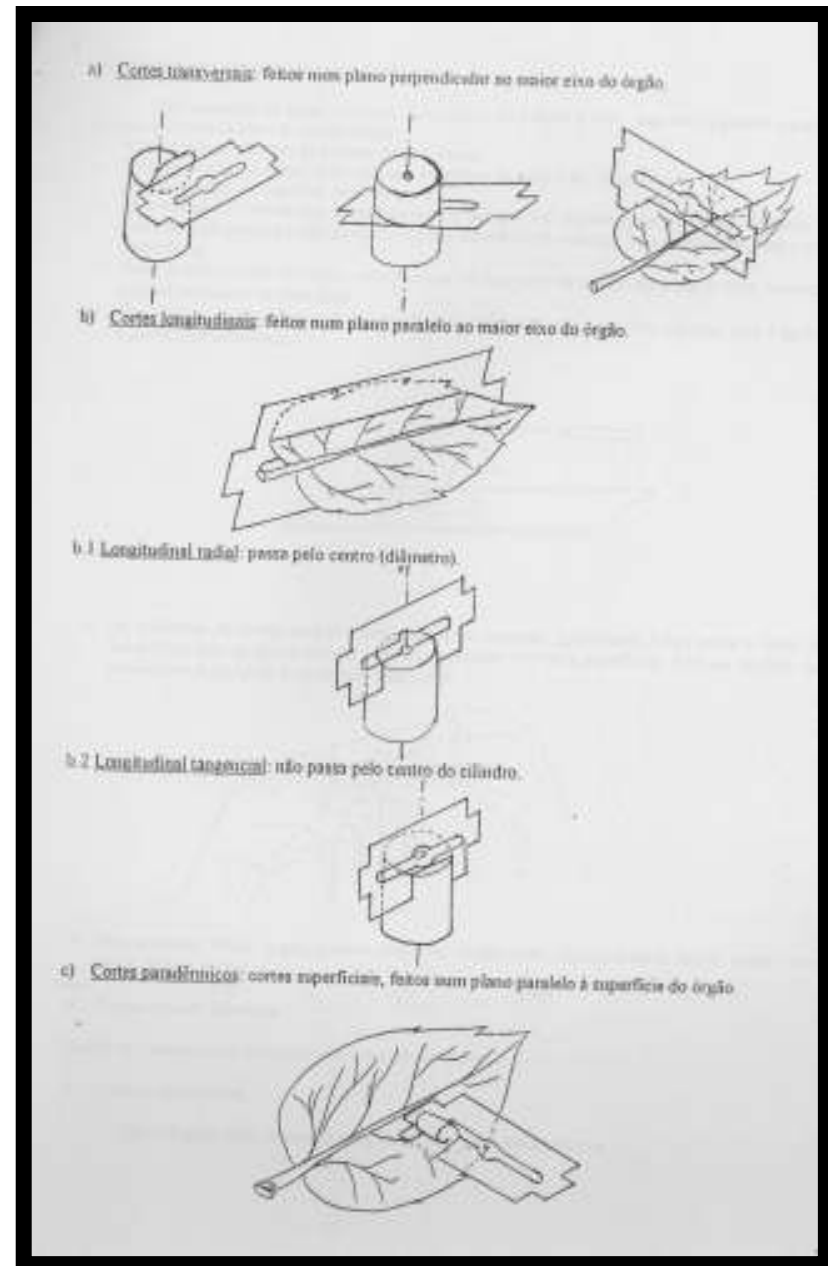 a) Cortes transversais: feitos num plano perpendicular ao maior eixo do órgão.
b) Cortes longitudinais: feitos num plano paralelo ao maior eixo do órgão.
b.1 Longitudinal radial: passa pelo centro (diâmetro).
b.2 Longitudinal tangencial: não passa pelo centro do cilindro.
c) Cortes paradérmicos: cortes superficiais, feitos num plano paralelo à superfície do órgão